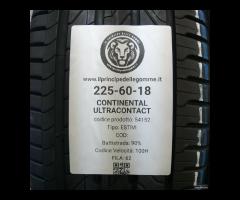 www.ilprincipedellegomme.it
225-60-18
CONTINENTAL
ULTRACONTACT
codice prodotto: 54152
Tipo: ESTIVI
COD:
Battistrada: 90%
Codice Velocità: 100H
FILA: 62